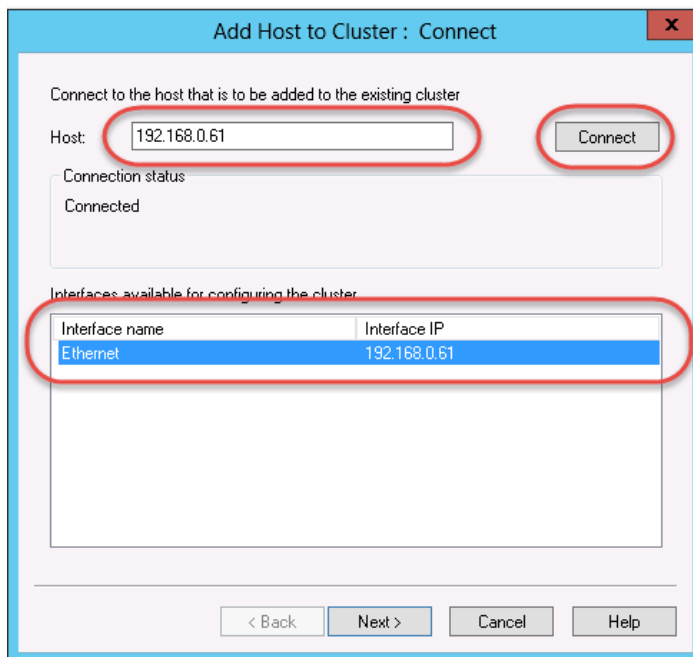 Add Host to Cluster : Connect
x
Connect to the host that is to be added to the existing cluster
Host: 192.168.0.61 Connect
Connection status
Connected
Interfaces available for configuring the cluster
Interface name Interface IP
Ethernet 192.168.0.61
< Back Next > Cancel Help